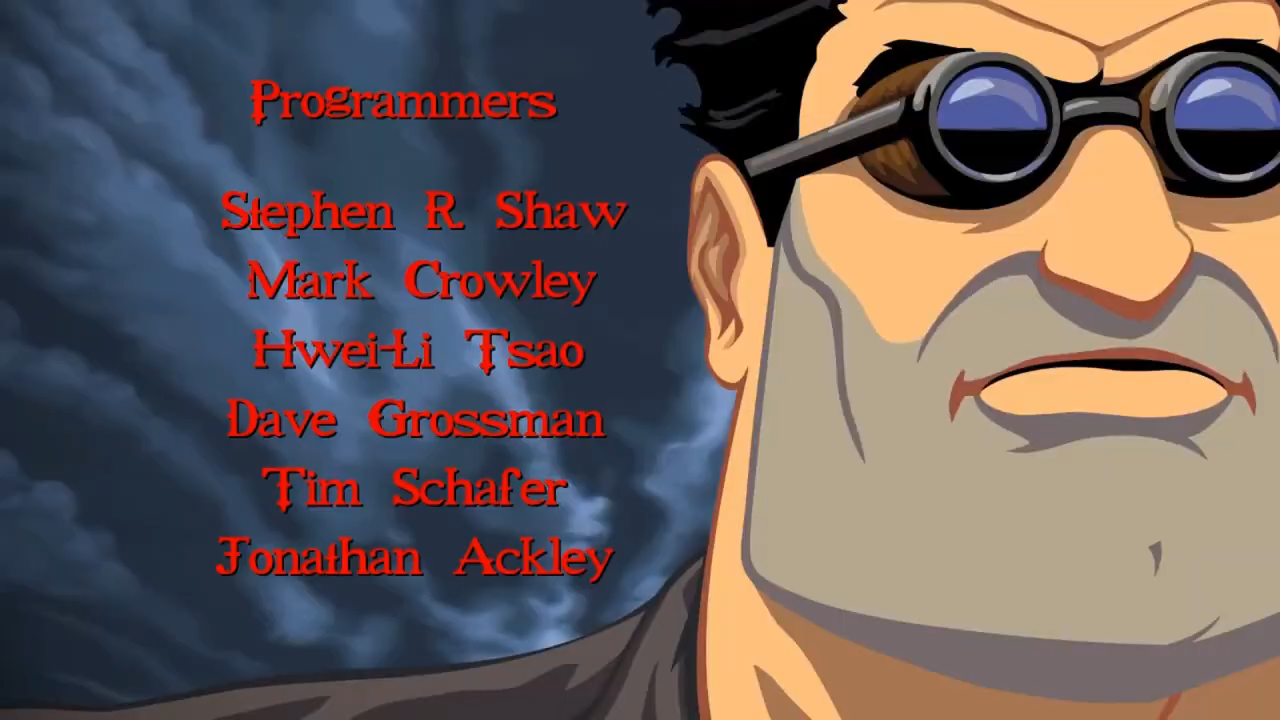 Programmers
Stephen R. Shaw
Mark Crowley
Hwei-Li Tsao
Dave Grossman
Tim Schafer
Jonathan Ackley